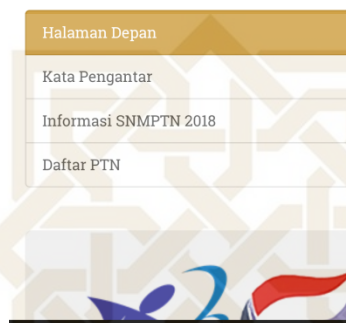 Halaman Depan
Kata Pengantar
Informasi SNMPTN 2018
Daftar PTN